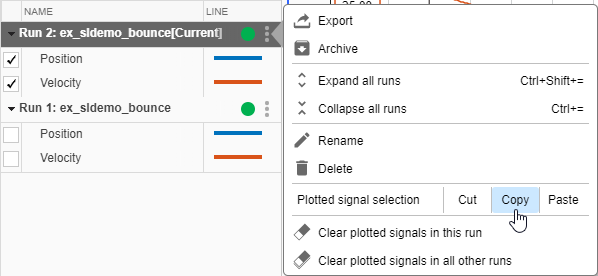 NAME LINE
Run 2: ex_sldemo_bounce[Current]
Position
Velocity
Run 1: ex_sldemo_bounce
Position
Velocity
25.00
Export
Archive
Expand all runs Ctrl+Shift+=
Collapse all runs Ctrl+=
Rename
Delete
Plotted signal selection Cut Copy Paste
Clear plotted signals in this run
Clear plotted signals in all other runs